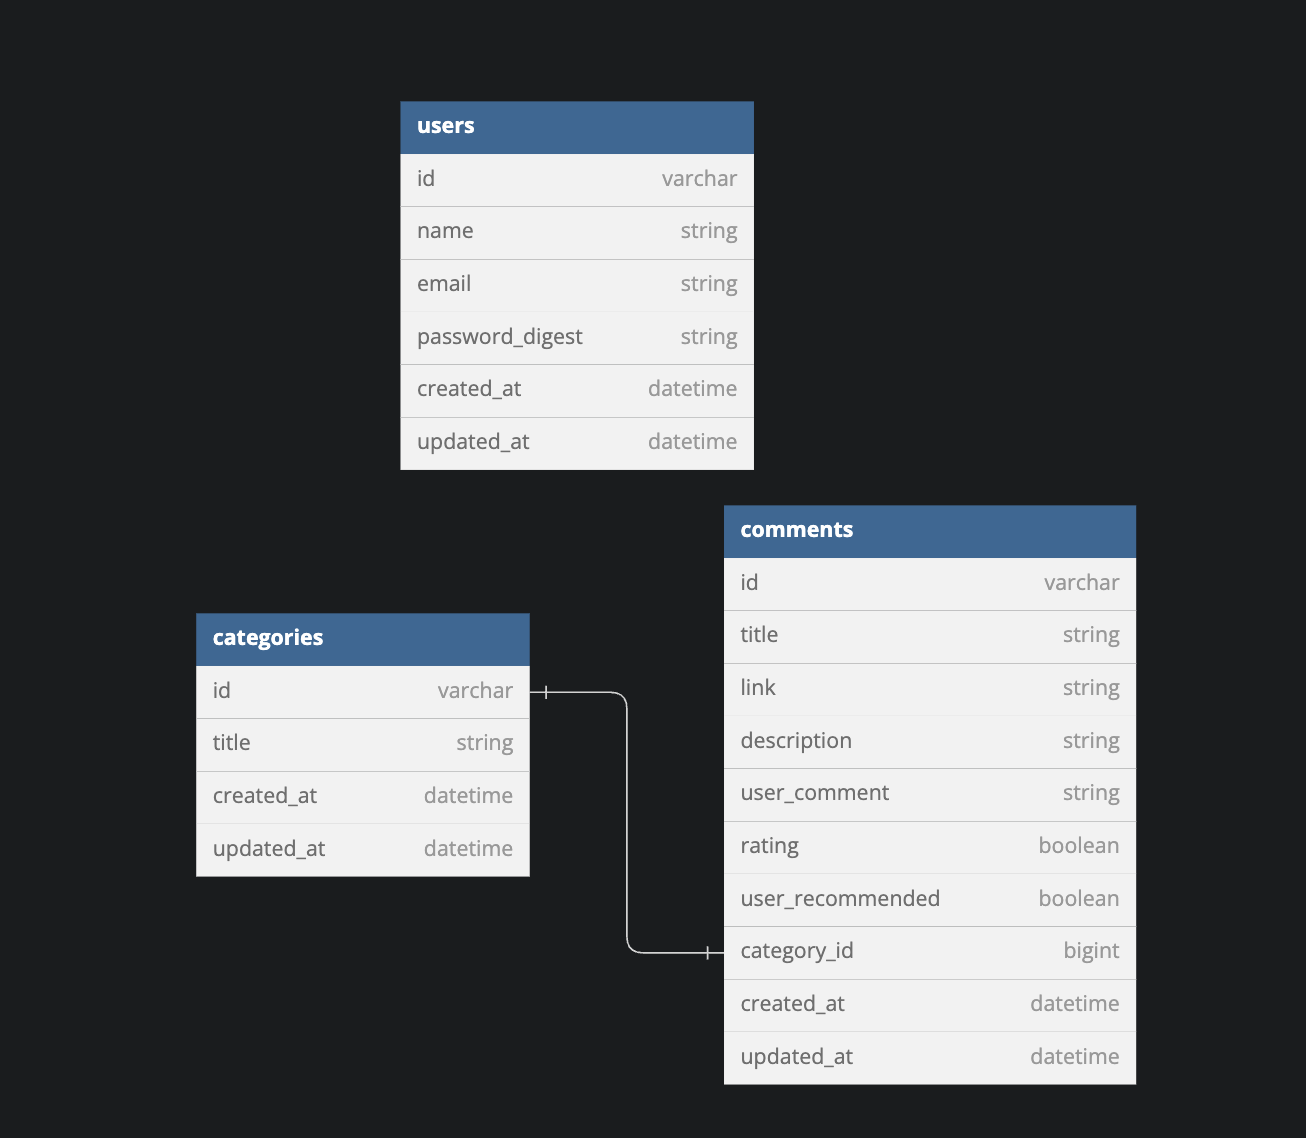 users
id varchar
name string
email string
password_digest string
created_at datetime
updated_at datetime
categories
id varchar
title string
created_at datetime
updated_at datetime
comments
id varchar
title string
link string
description string
user_comment string
rating boolean
user_recommended boolean
category_id bigint
created_at datetime
updated_at datetime